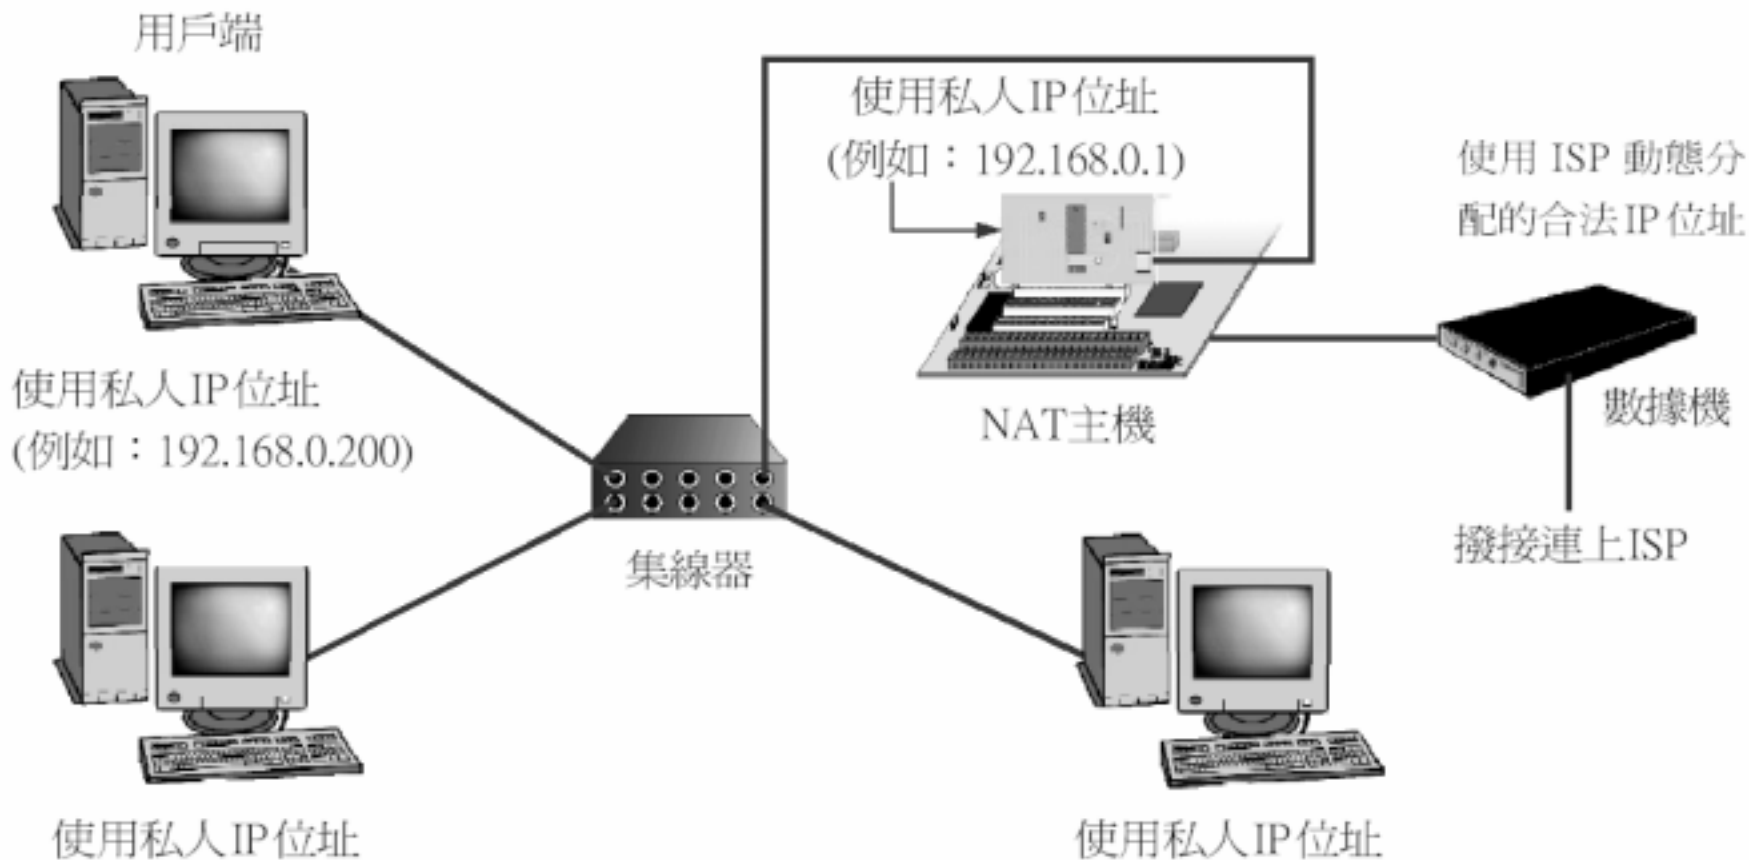 用戶端
使用私人IP位址
(例如：192.168.0.1)
使用 ISP 動態分
配的合法IP位址
使用私人IP位址
(例如：192.168.0.200)
NAT主機
數據機
集線器
撥接連上ISP
使用私人IP位址
使用私人IP位址